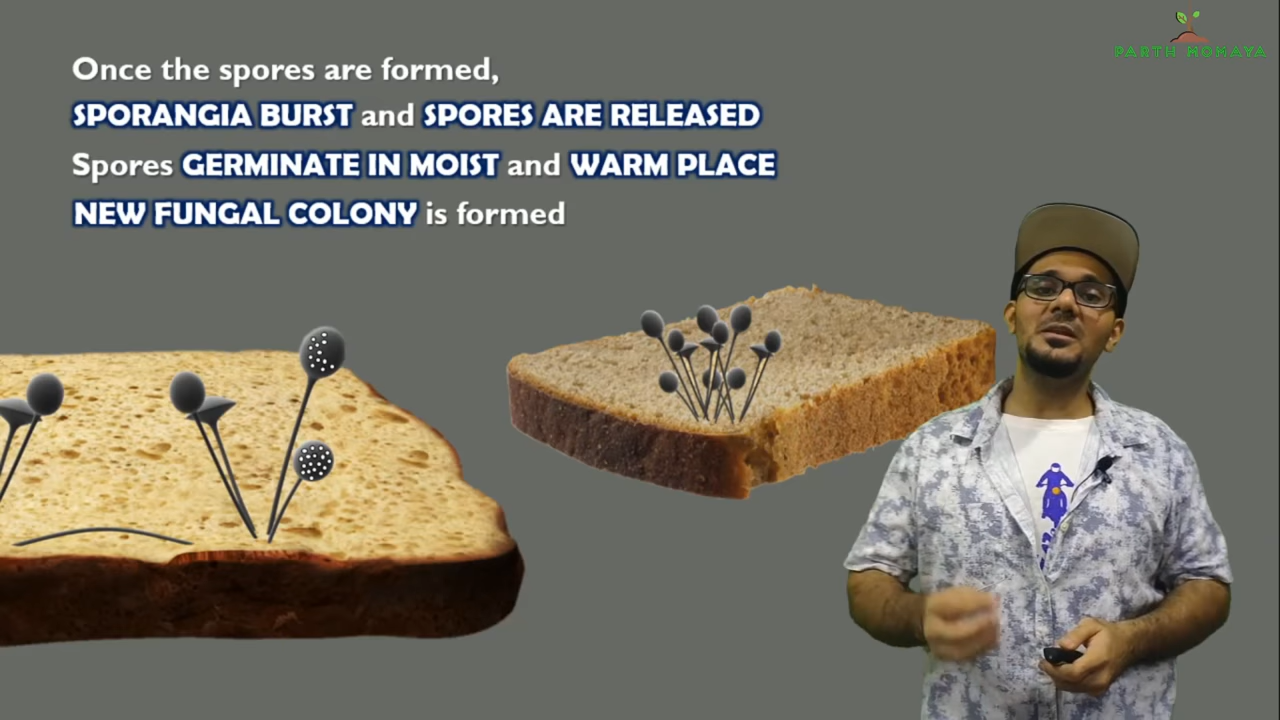 Once the spores are formed,
SPORANGIA BURST and SPORES ARE RELEASED
Spores GERMINATE IN MOIST and WARM PLACE
NEW FUNGAL COLONY is formed
PARTH MOMAYA